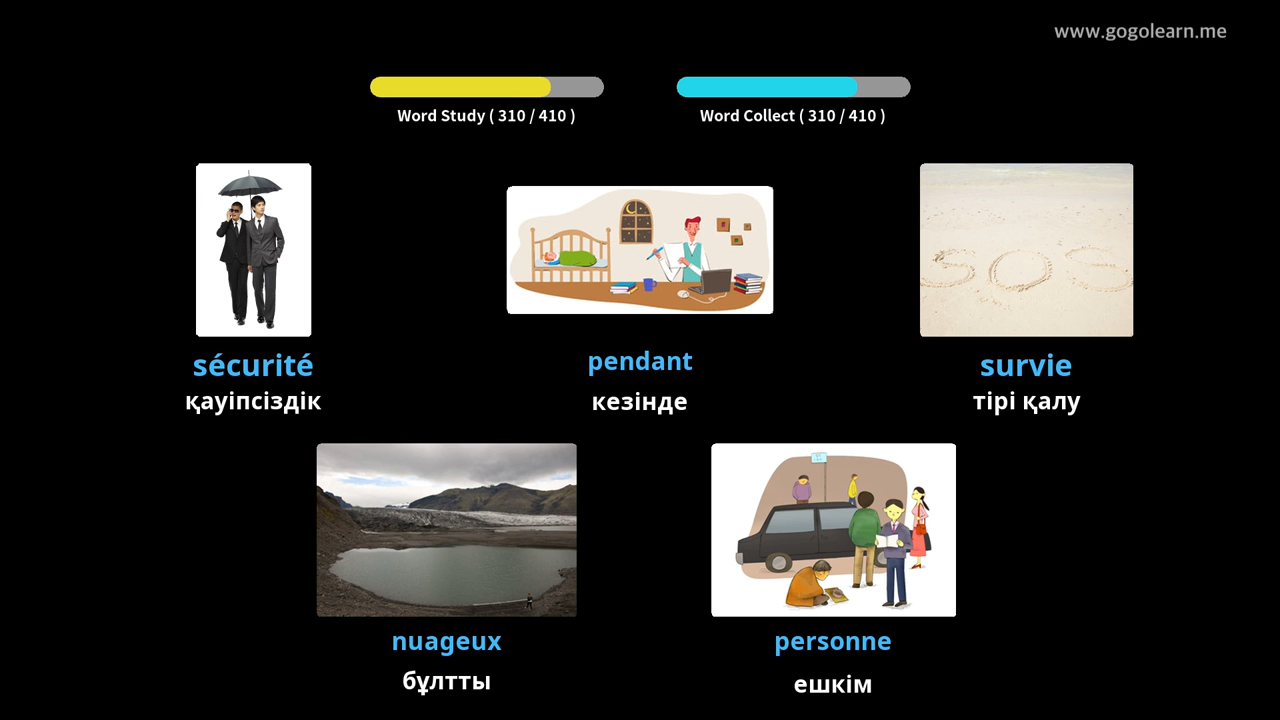 www.gogolearn.me
Word Study ( 310 / 410 )
Word Collect ( 310 / 410 )
SOS
sécurité
қауіпсіздік
pendant
кезінде
survie
тірі қалу
nuageux
бұлтты
personne
ешкім